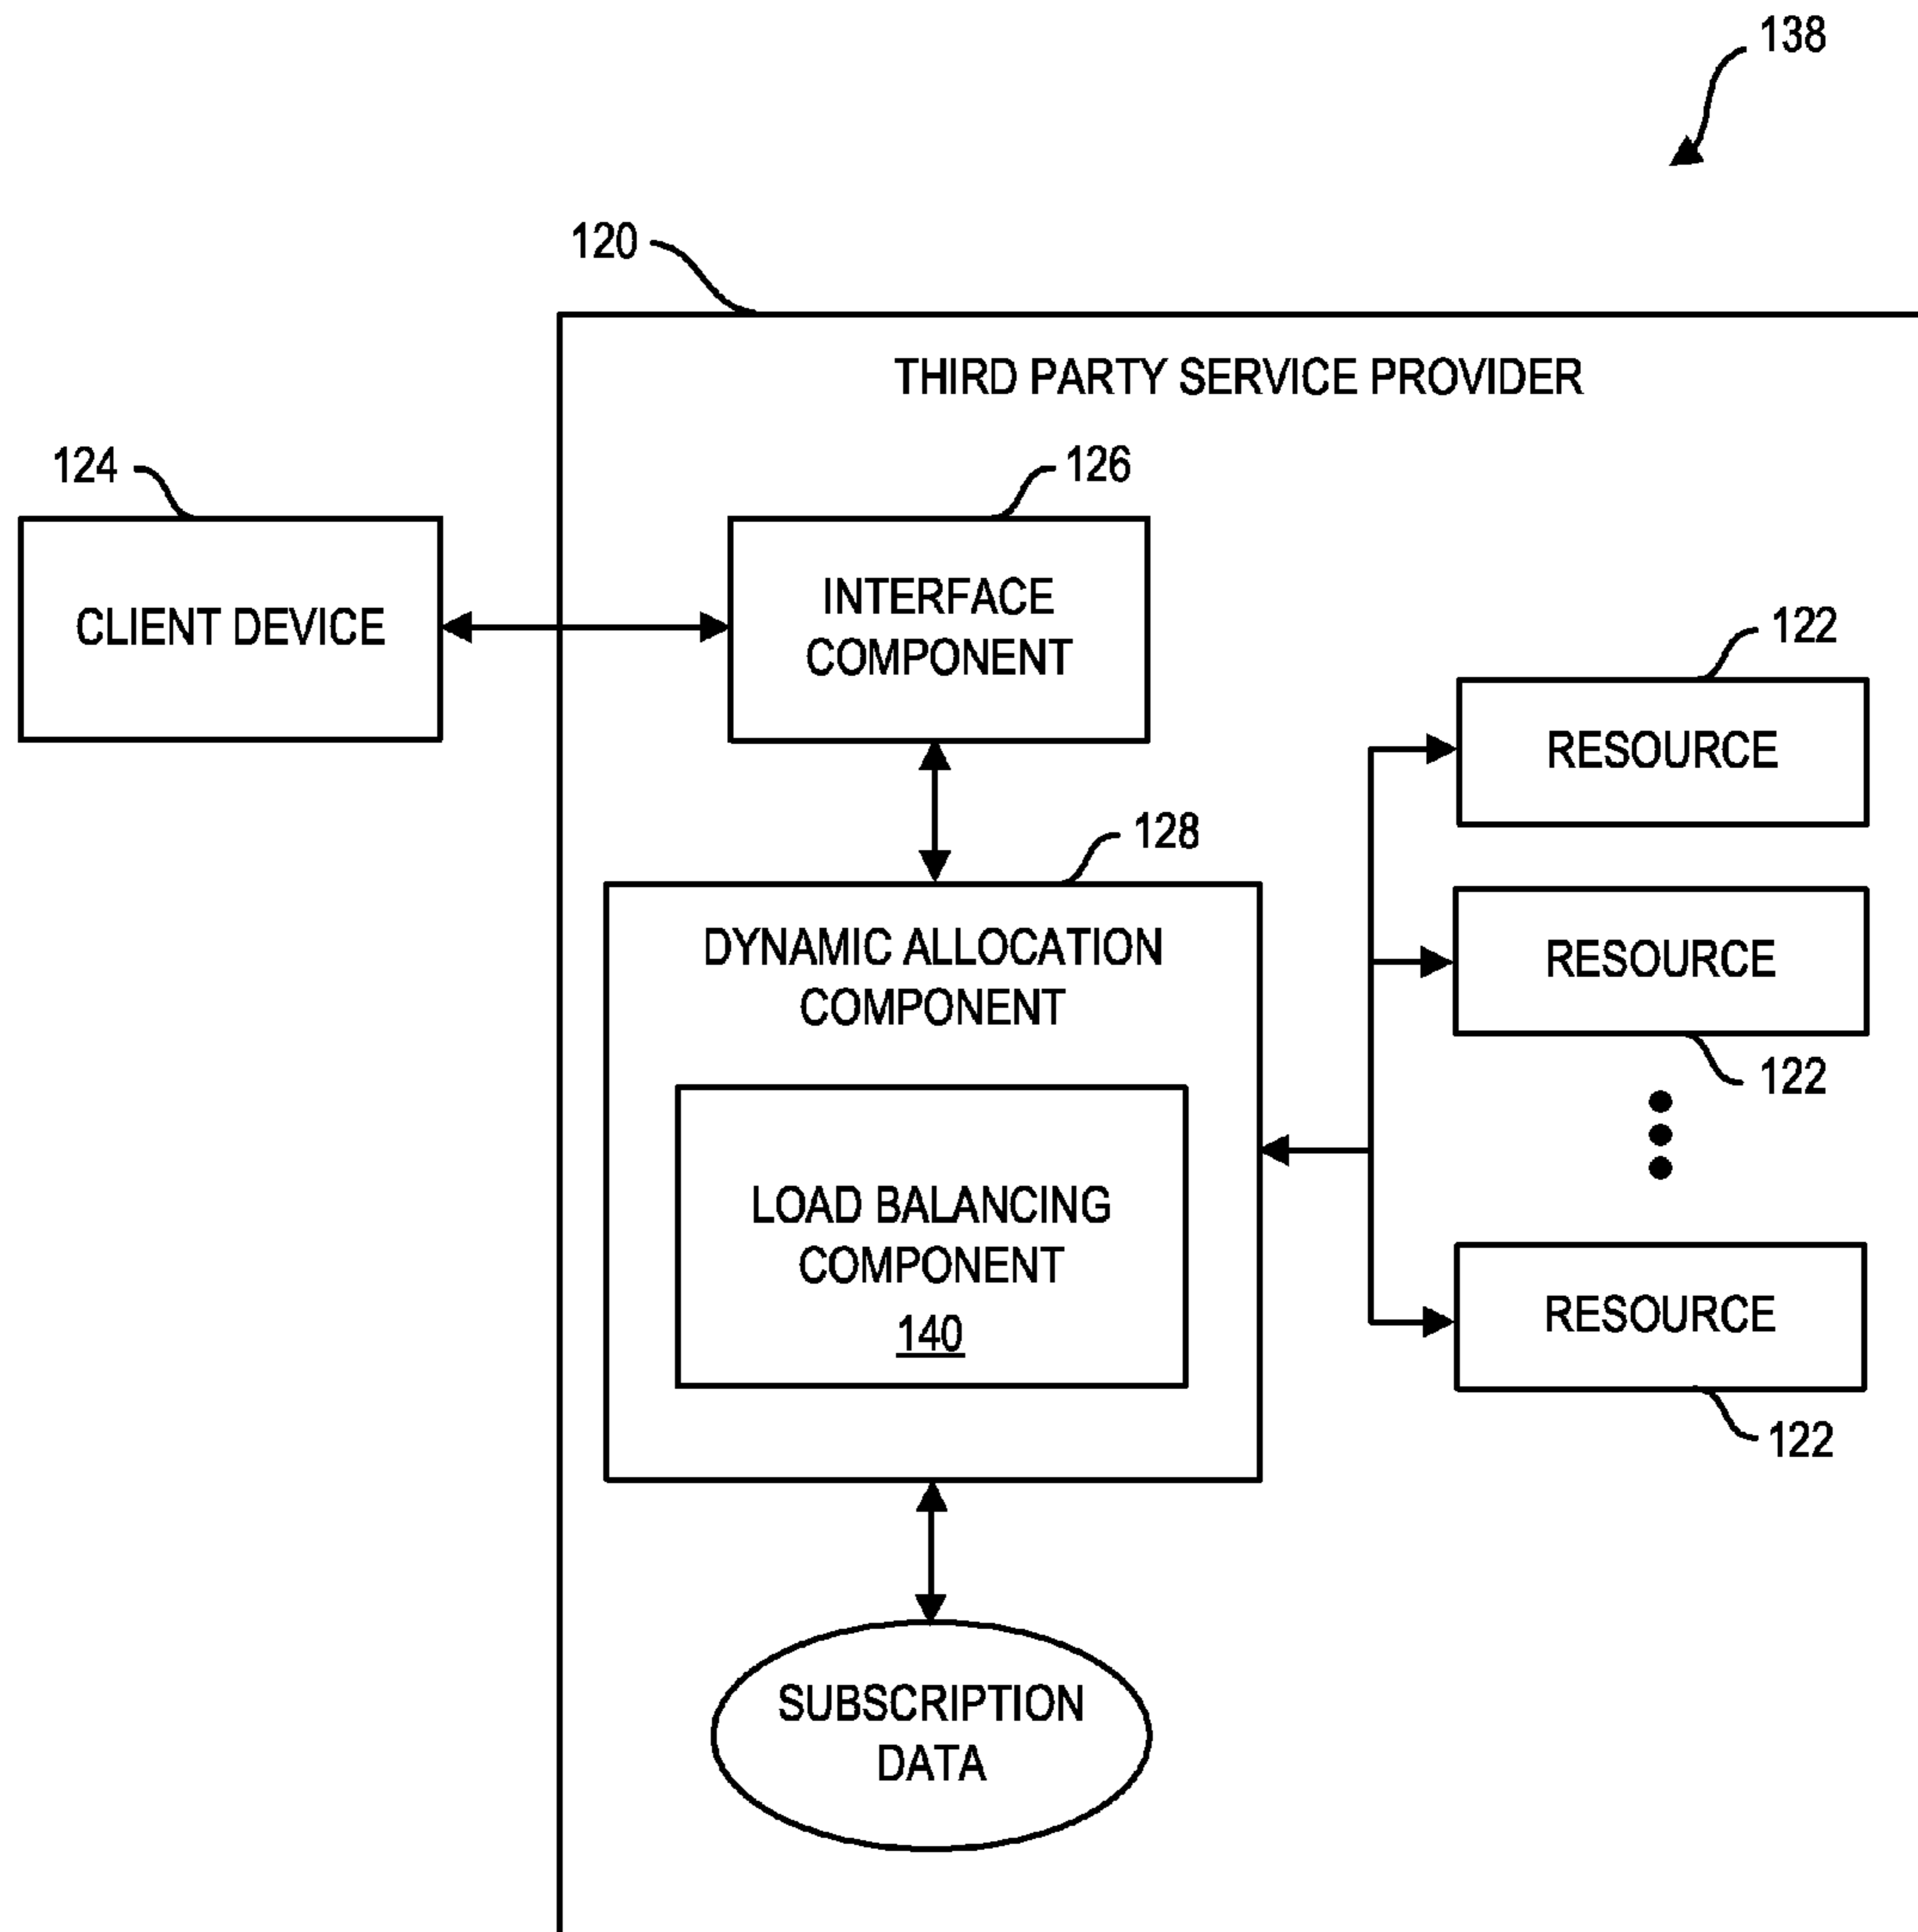 138
120
THIRD PARTY SERVICE PROVIDER
124
126
CLIENT DEVICE
INTERFACE
COMPONENT
122
RESOURCE
128
DYNAMIC ALLOCATION
COMPONENT
RESOURCE
122
LOAD BALANCING
COMPONENT
140
RESOURCE
122
SUBSCRIPTION
DATA